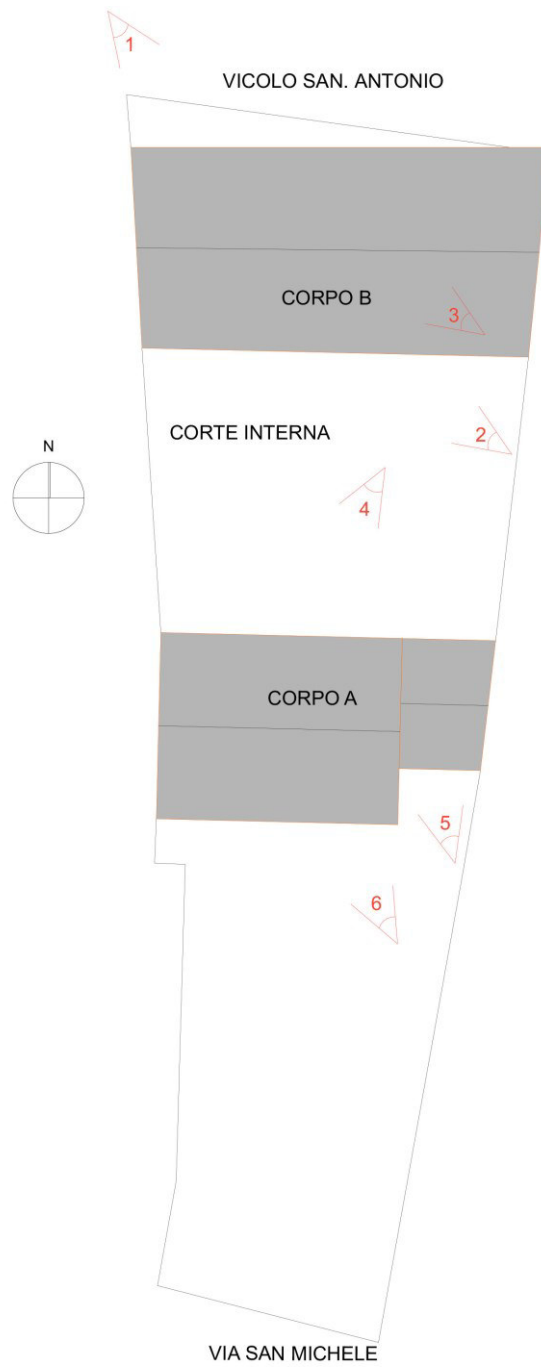 1
VICOLO SAN. ANTONIO
CORPO B
3
CORTE INTERNA
2
N
4
CORPO A
5
6
VIA SAN MICHELE